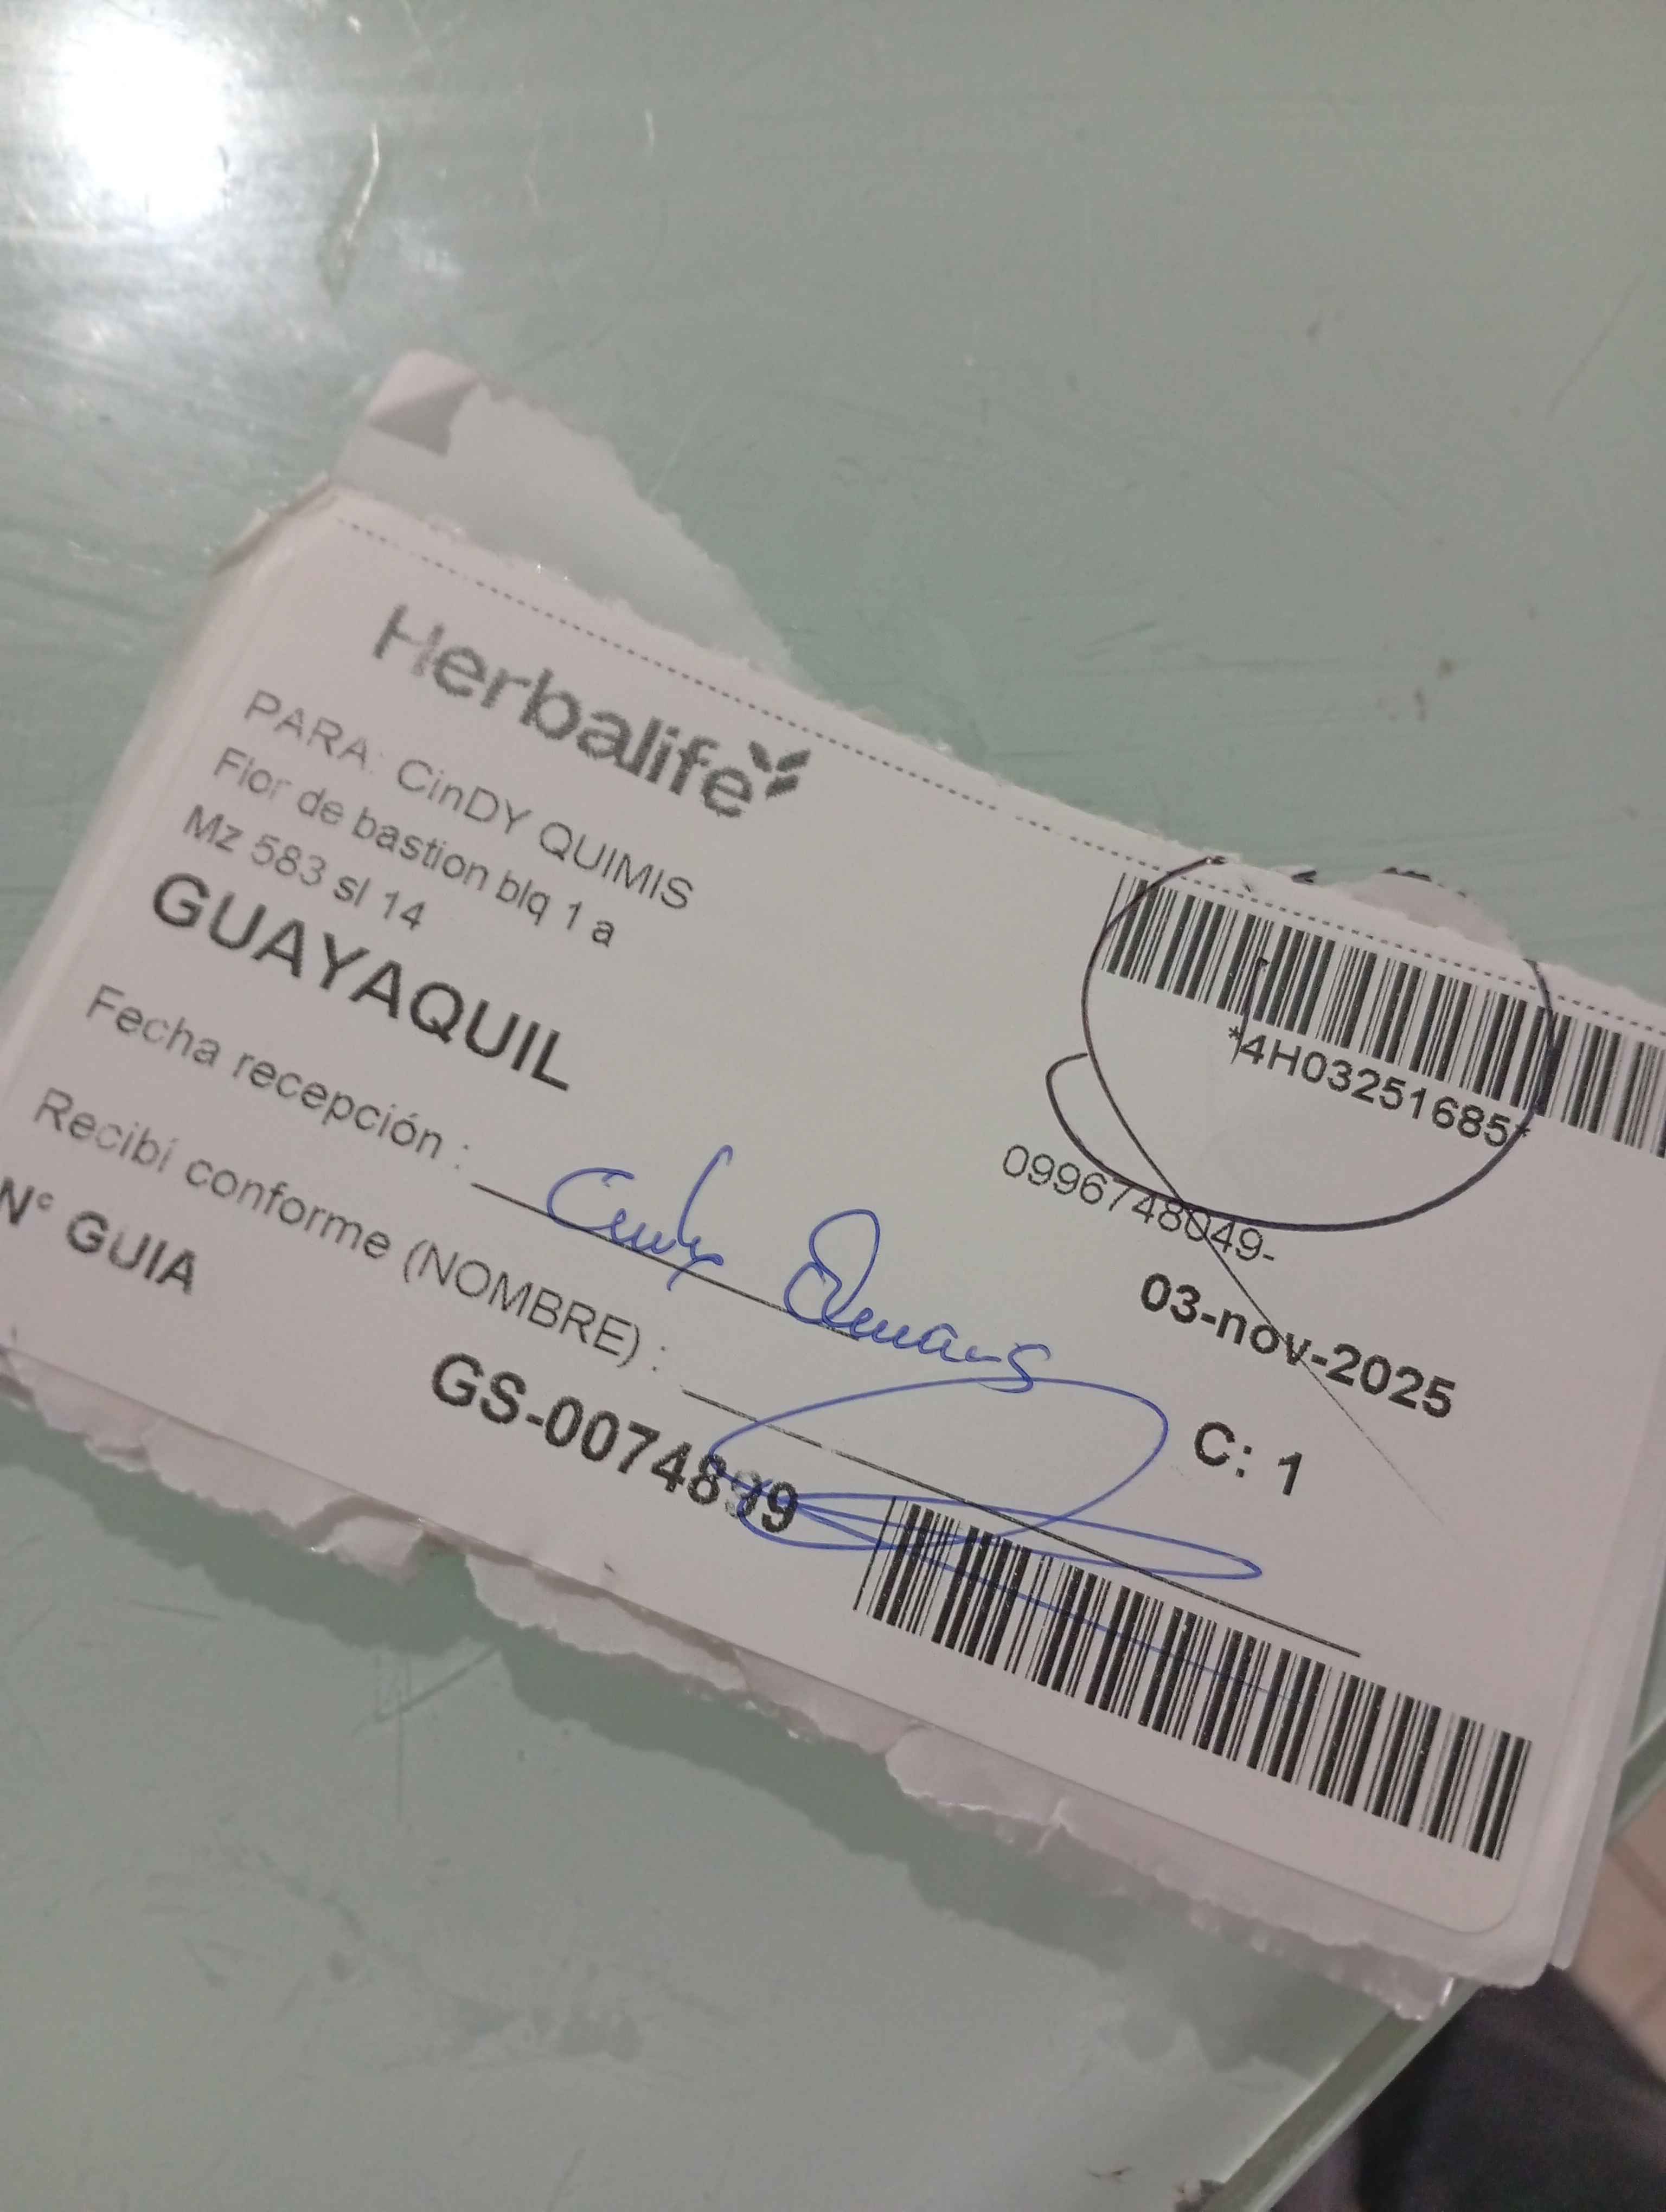 Herbalife
PARA: CinDY QUIMIS
Flor de bastion blq 1 a
Mz 583 sl 14
GUAYAQUIL
*4H03251685*
0996748049-
03-nov-2025
Fecha recepción :
Recibí conforme (NOMBRE) :
C: 1
N° GUIA